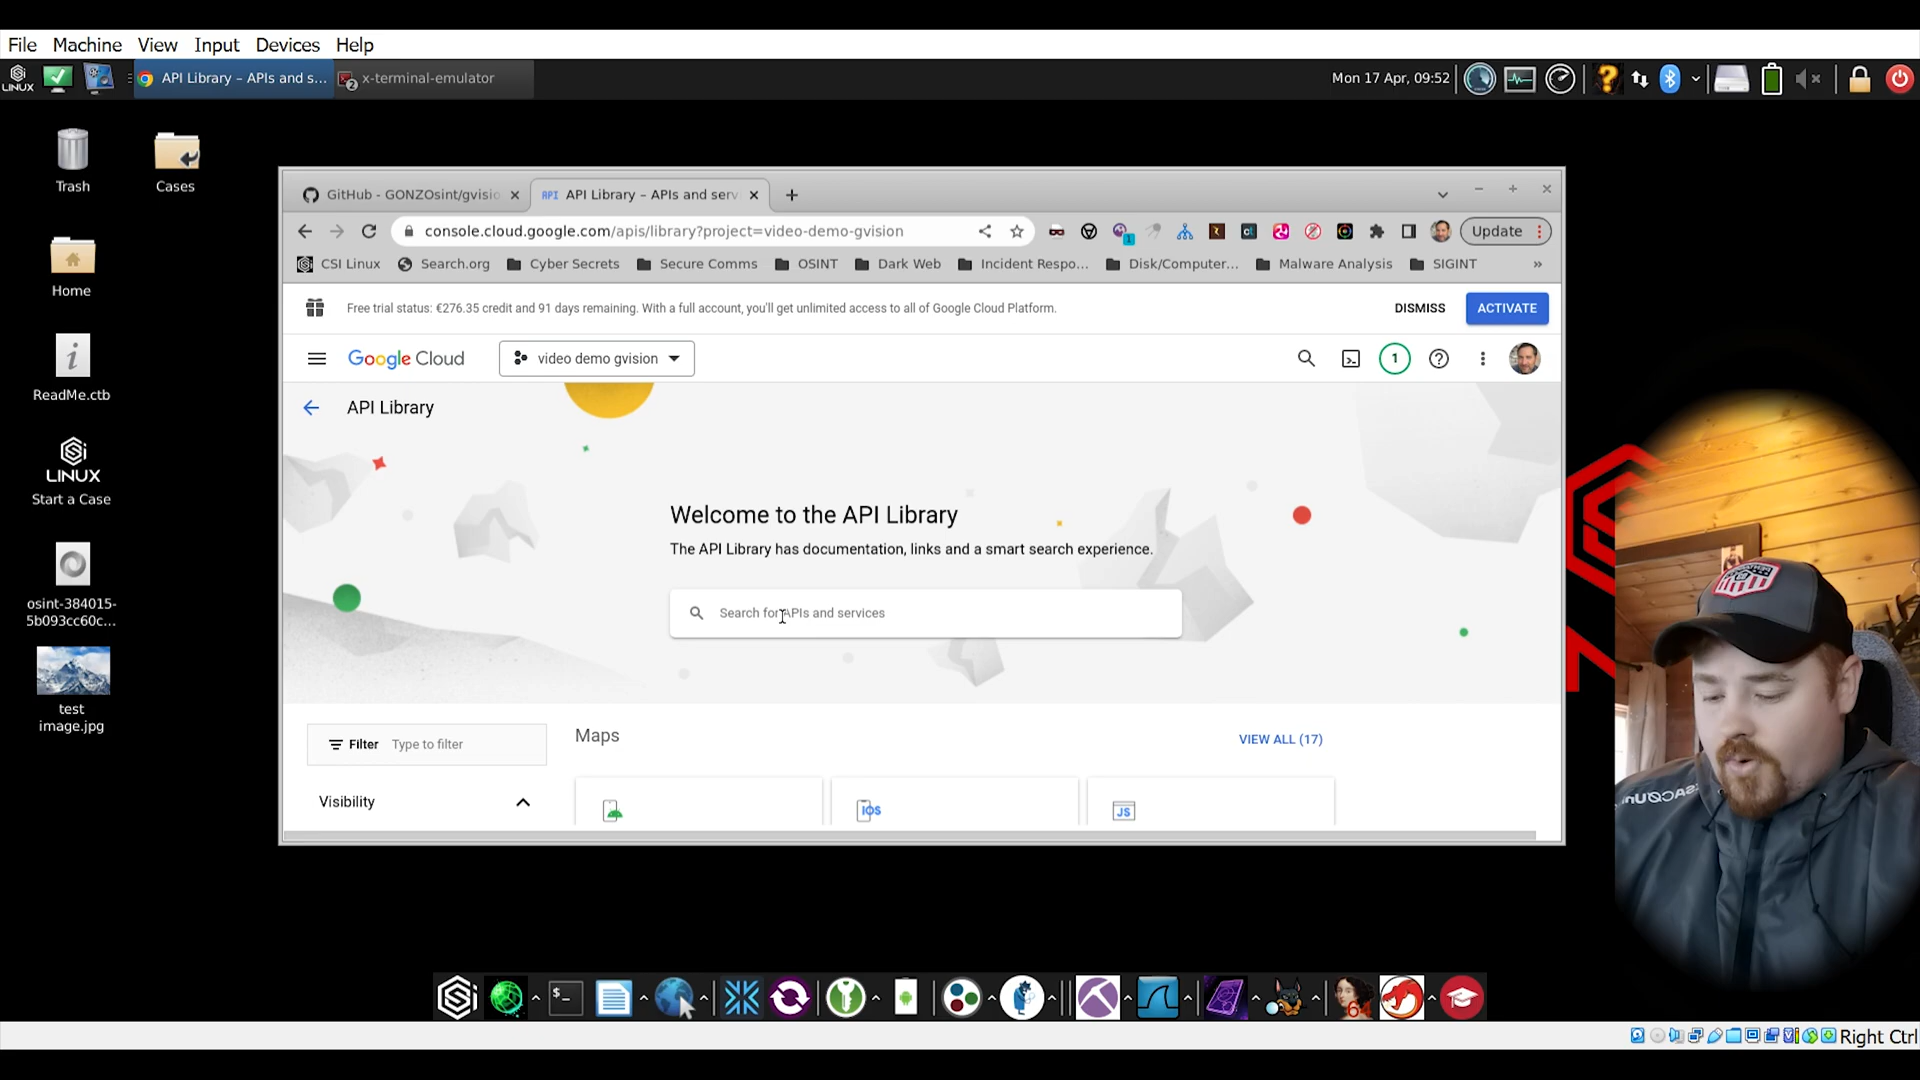 File Machine View Input Devices Help
LINUX API Library – APIs and s... x-terminal-emulator Mon 17 Apr, 09:52
Trash
Cases
Home
ReadMe.ctb
LINUX
Start a Case
osint-384015-
5b093cc60c...
test
image.jpg
GitHub - GONZOsint/gvisio
API API Library – APIs and serv
console.cloud.google.com/apis/library?project=video-demo-gvision
1
Update
CSI Linux Search.org Cyber Secrets Secure Comms OSINT Dark Web Incident Respo... Disk/Computer... Malware Analysis SIGINT »
Free trial status: €276.35 credit and 91 days remaining. With a full account, you'll get unlimited access to all of Google Cloud Platform.
DISMISS
ACTIVATE
Google Cloud
video demo gvision
1
API Library
Welcome to the API Library
The API Library has documentation, links and a smart search experience.
Search for APIs and services
Filter Type to filter
Maps
VIEW ALL (17)
Visibility
iOS
JS
$_
64
Right Ctrl